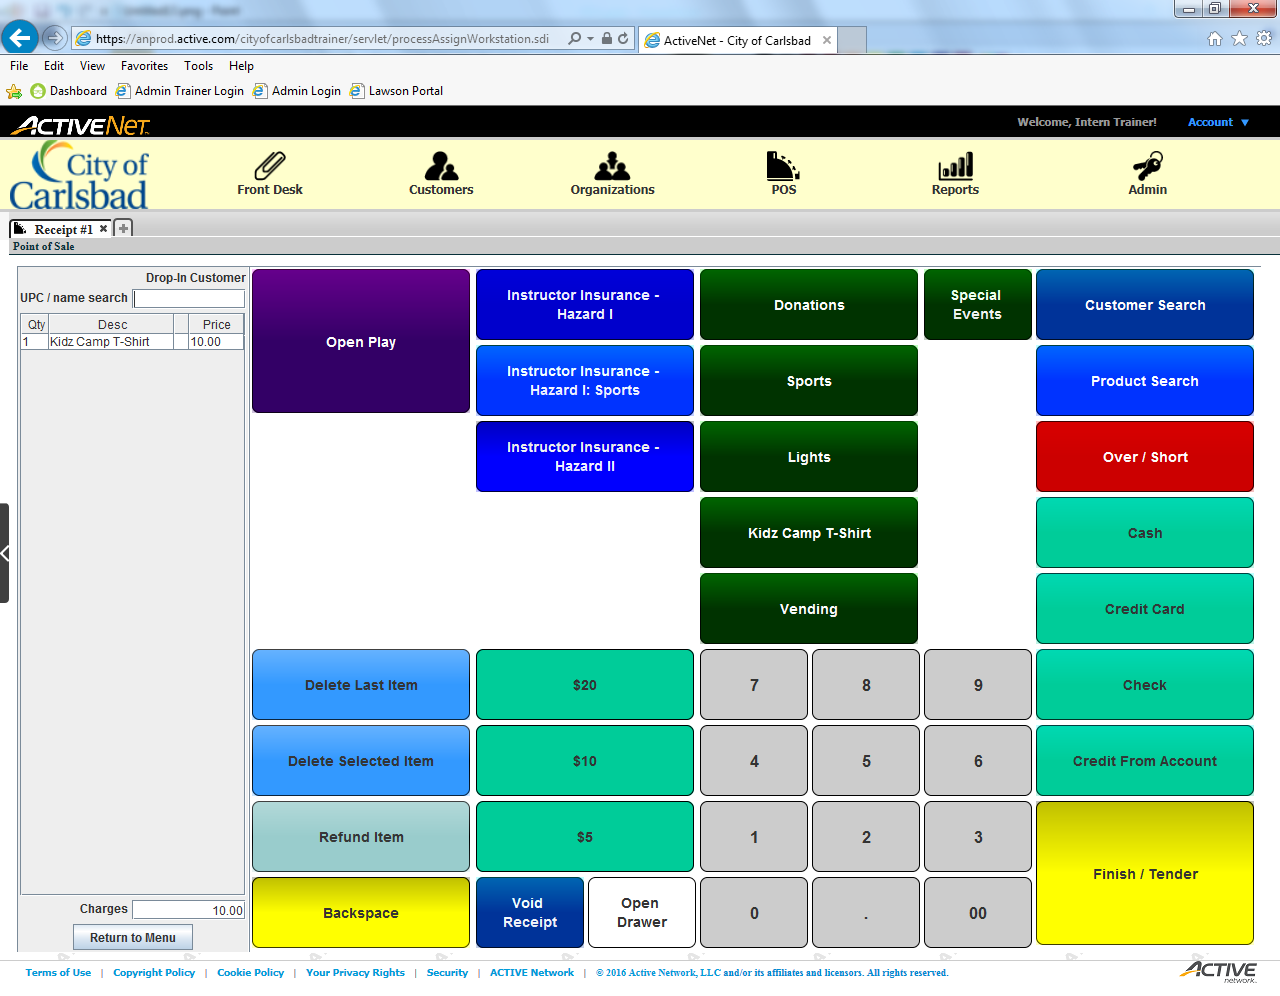 https://anprod.active.com/cityofcarlsbadtrainer/servlet/processAssignWorkstation.sdi
ActiveNet - City of Carlsbad
File Edit View Favorites Tools Help
Dashboard Admin Trainer Login Admin Login Lawson Portal
ACTIVENET
Welcome, Intern Trainer! Account
City of
Carlsbad
Front Desk Customers Organizations POS Reports Admin
Receipt #1
Point of Sale
Drop-In Customer
UPC / name search
Qty Desc Price
1 Kidz Camp T-Shirt 10.00
Charges 10.00
Return to Menu
Open Play
Instructor Insurance -
Hazard I
Donations
Special
Events
Customer Search
Instructor Insurance -
Hazard I: Sports
Sports
Product Search
Instructor Insurance -
Hazard II
Lights
Over / Short
Kidz Camp T-Shirt
Cash
Vending
Credit Card
Delete Last Item $20 7 8 9 Check
Delete Selected Item $10 4 5 6 Credit From Account
Refund Item $5 1 2 3
Finish / Tender
Backspace
Void
Receipt
Open
Drawer
0 . 00
Terms of Use | Copyright Policy | Cookie Policy | Your Privacy Rights | Security | ACTIVE Network | © 2016 Active Network, LLC and/or its affiliates and licensors. All rights reserved.
ACTIVE
network